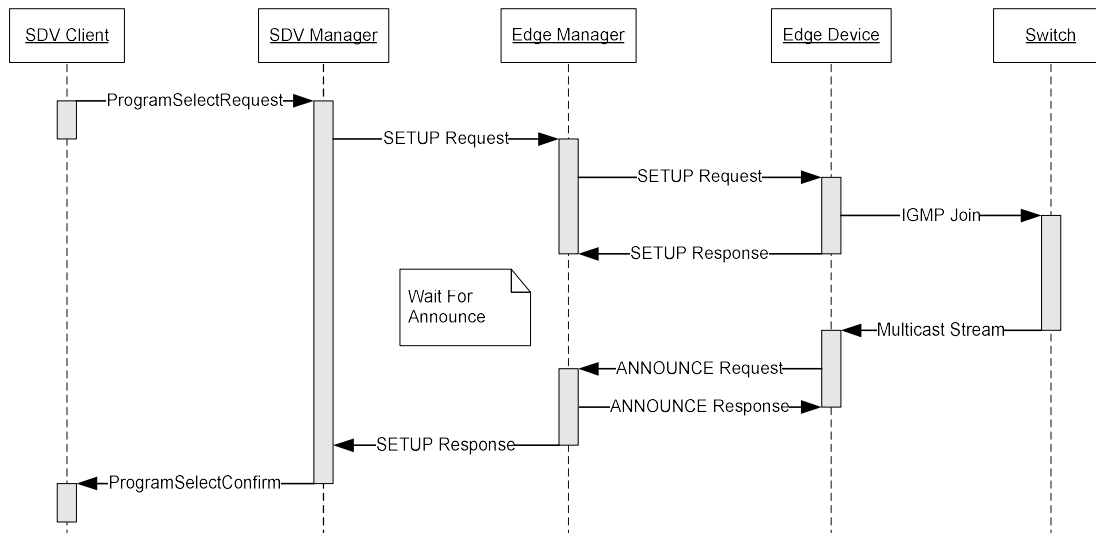 SDV Client
SDV Manager
Edge Manager
Edge Device
Switch
ProgramSelectRequest
SETUP Request
SETUP Request
IGMP Join
SETUP Response
Wait For
Announce
Multicast Stream
ANNOUNCE Request
ANNOUNCE Response
SETUP Response
ProgramSelectConfirm